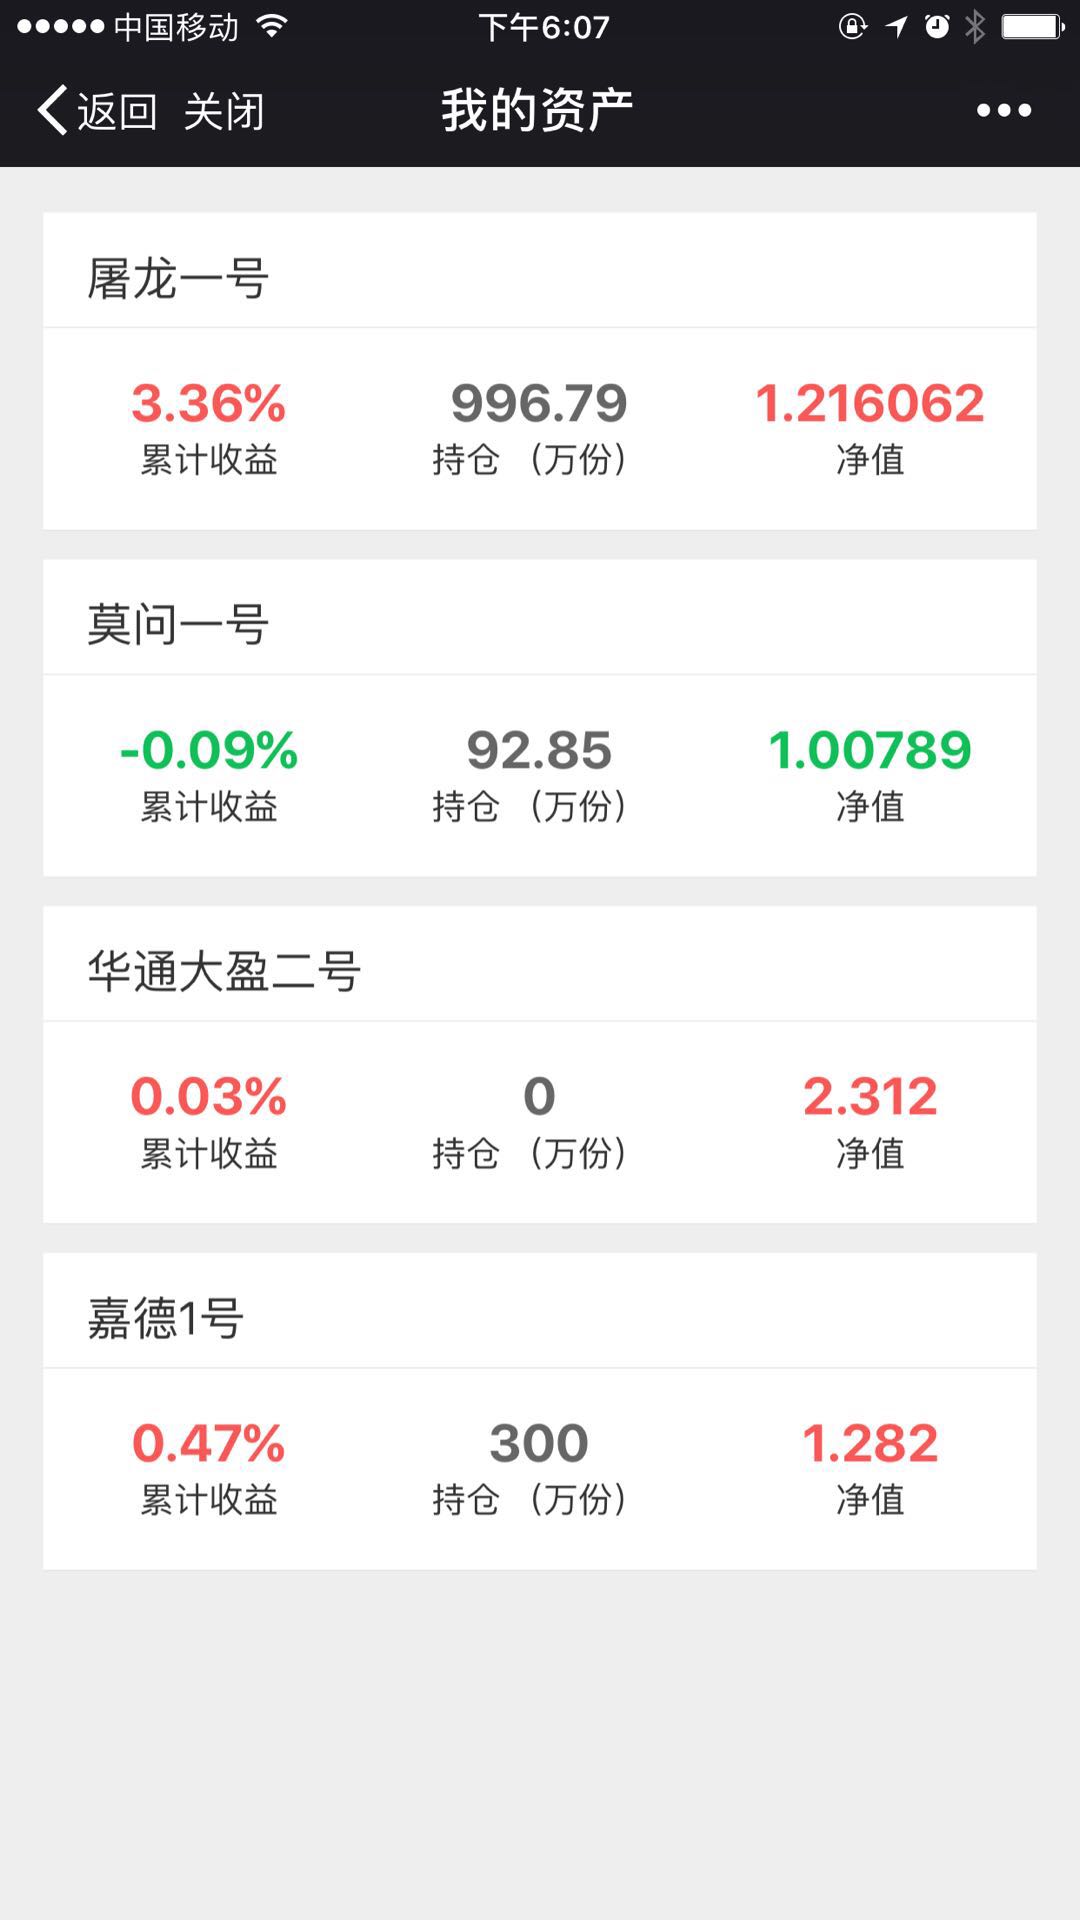 中国移动 下午6:07
返回 关闭 我的资产
屠龙一号
3.36% 996.79 1.216062
累计收益 持仓 （万份） 净值
莫问一号
-0.09% 92.85 1.00789
累计收益 持仓 （万份） 净值
华通大盈二号
0.03% 0 2.312
累计收益 持仓 （万份） 净值
嘉德1号
0.47% 300 1.282
累计收益 持仓 （万份） 净值